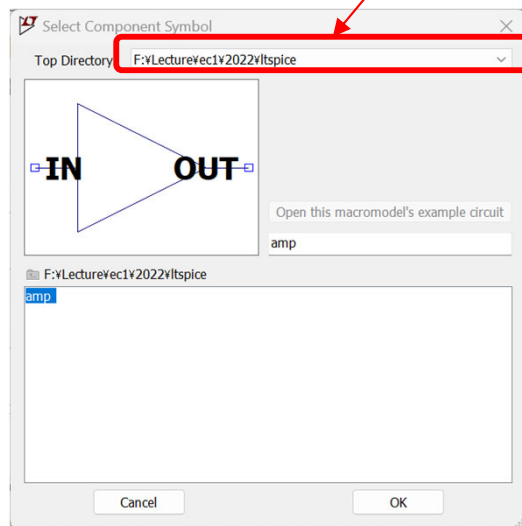 Select Component Symbol
Top Directory: F:¥Lecture¥ec1¥2022¥ltspice
IN OUT
Open this macromodel's example circuit
amp
F:¥Lecture¥ec1¥2022¥ltspice
amp
Cancel OK